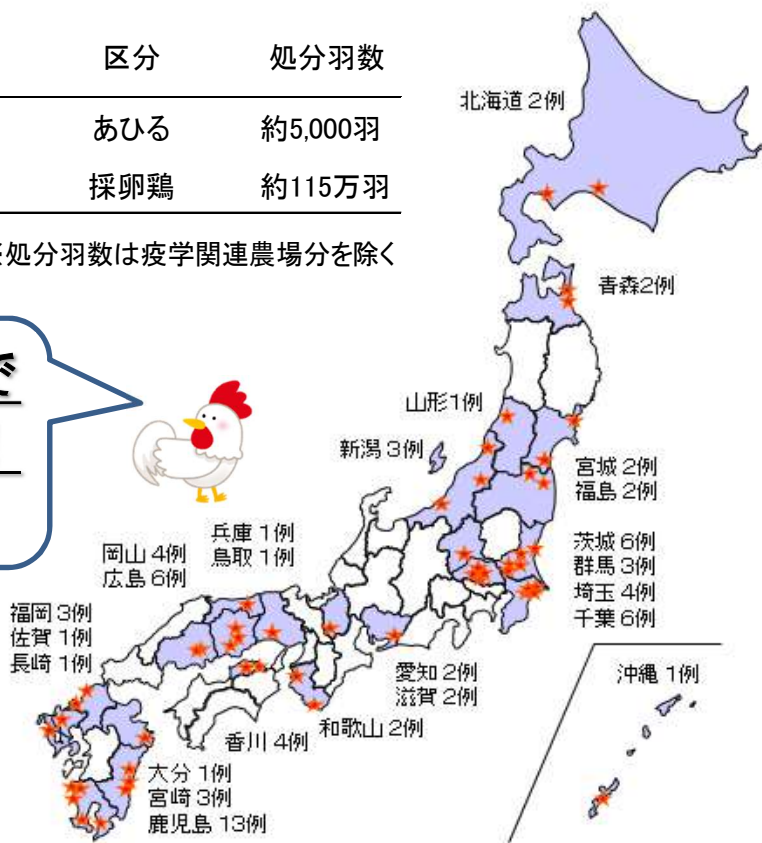 区分 処分羽数
あひる 約5,000羽
採卵鶏 約115万羽
処分羽数は疫学関連農場分を除く
で
北海道 2例
青森2例
山形1例
新潟 3例
宮城 2例
福島 2例
兵庫 1例
鳥取 1例
岡山 4例
広島 6例
茨城 6例
群馬 3例
埼玉 4例
千葉 6例
福岡 3例
佐賀 1例
長崎 1例
愛知 2例
滋賀 2例
沖縄 1例
和歌山 2例
香川 4例
大分 1例
宮崎 3例
鹿児島 13例